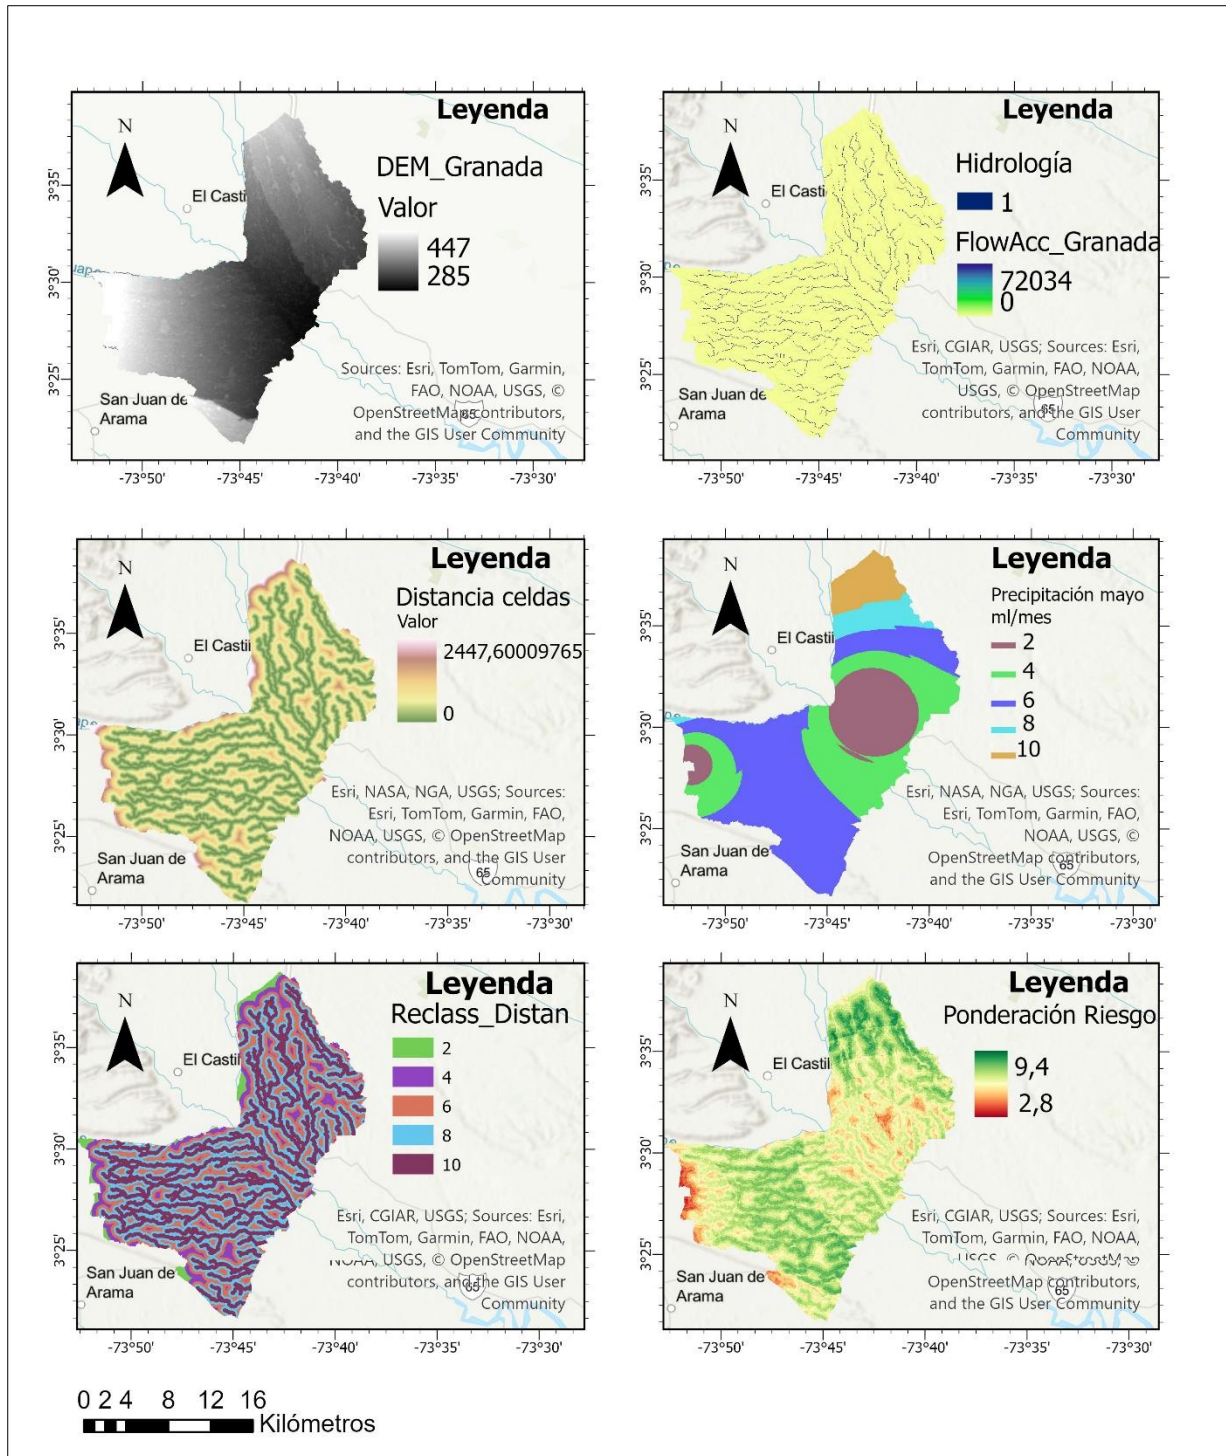 Leyenda
N
DEM_Granada
Valor
447
285
El Casti
San Juan de
Arama
65
Sources: Esri, TomTom, Garmin,
FAO, NOAA, USGS, ©
OpenStreetMap contributors,
and the GIS User Community
3°35'
3°30'
3°25'
-73°50' -73°45' -73°40' -73°35' -73°30'
Leyenda
N
Hidrología
1
FlowAcc_Granada
72034
0
El Castil
San Juan de
Arama
65
Esri, CGIAR, USGS; Sources: Esri,
TomTom, Garmin, FAO, NOAA,
USGS, © OpenStreetMap
contributors, and the GIS User
Community
3°35'
3°30'
3°25'
-73°50' -73°45' -73°40' -73°35' -73°30'
Leyenda
N
Distancia celdas
Valor
2447,60009765
0
El Castil
San Juan de
Arama
65
Esri, NASA, NGA, USGS; Sources:
Esri, TomTom, Garmin, FAO,
NOAA, USGS, © OpenStreetMap
contributors, and the GIS User
Community
3°35'
3°30'
3°25'
-73°50' -73°45' -73°40' -73°35' -73°30'
Leyenda
N
Precipitación mayo
ml/mes
2
4
6
8
10
El Castil
San Juan de
Arama
65
Esri, NASA, NGA, USGS; Sources:
Esri, TomTom, Garmin, FAO,
NOAA, USGS, ©
OpenStreetMap contributors,
and the GIS User Community
3°35'
3°30'
3°25'
-73°50' -73°45' -73°40' -73°35' -73°30'
Leyenda
N
Reclass_Distan
2
4
6
8
10
El Castil
San Juan de
Arama
65
Esri, CGIAR, USGS; Sources: Esri,
TomTom, Garmin, FAO, NOAA,
NOAA, USGS, © OpenStreetMap
contributors, and the GIS User
Community
3°35'
3°30'
3°25'
-73°50' -73°45' -73°40' -73°35' -73°30'
Leyenda
N
Ponderación Riesgo
9,4
2,8
El Castil
San Juan de
Arama
65
Esri, CGIAR, USGS; Sources: Esri,
TomTom, Garmin, FAO, NOAA,
OpenStreetMap contributors,
and the GIS User Community
3°35'
3°30'
3°25'
-73°50' -73°45' -73°40' -73°35' -73°30'
0 2 4 8 12 16
Kilómetros